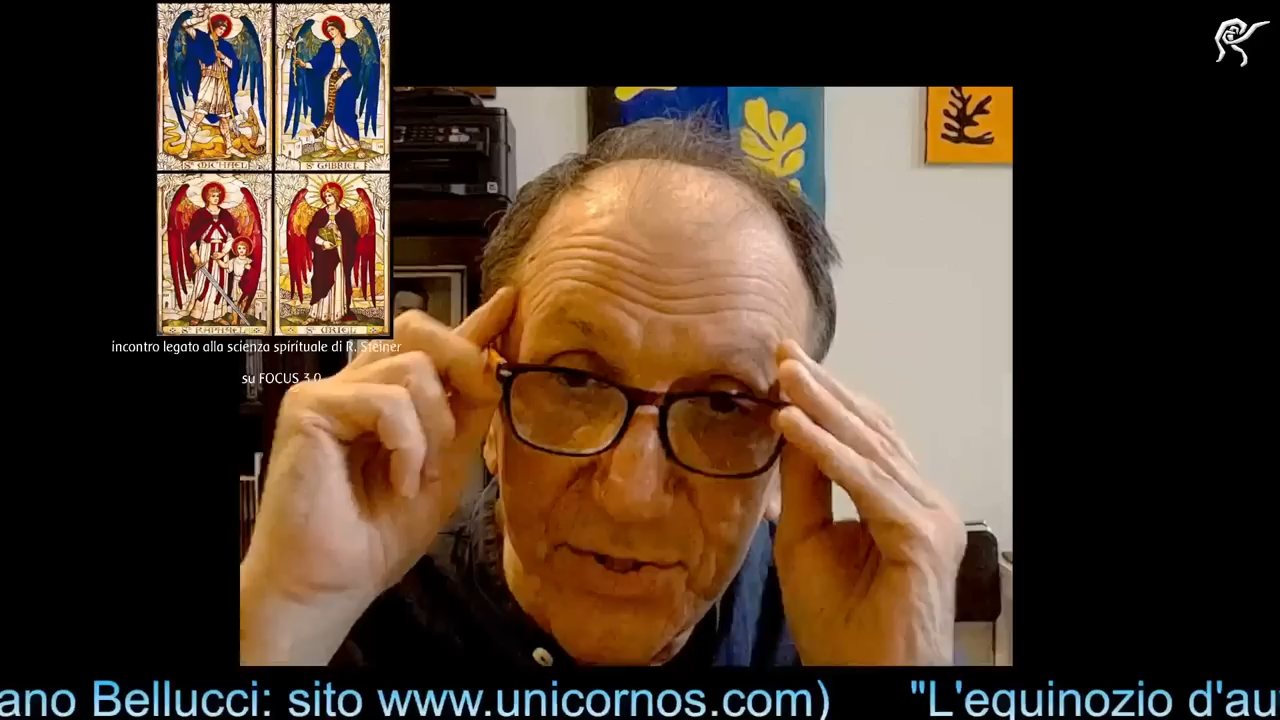 S^T MICHAEL
S^T GABRIEL
S^T RAPHAEL
S^T URIEL
incontro legato alla scienza spirituale di R. Steiner
su FOCUS 3.0
ano Bellucci: sito www.unicornos.com) "L'equinozio d'au